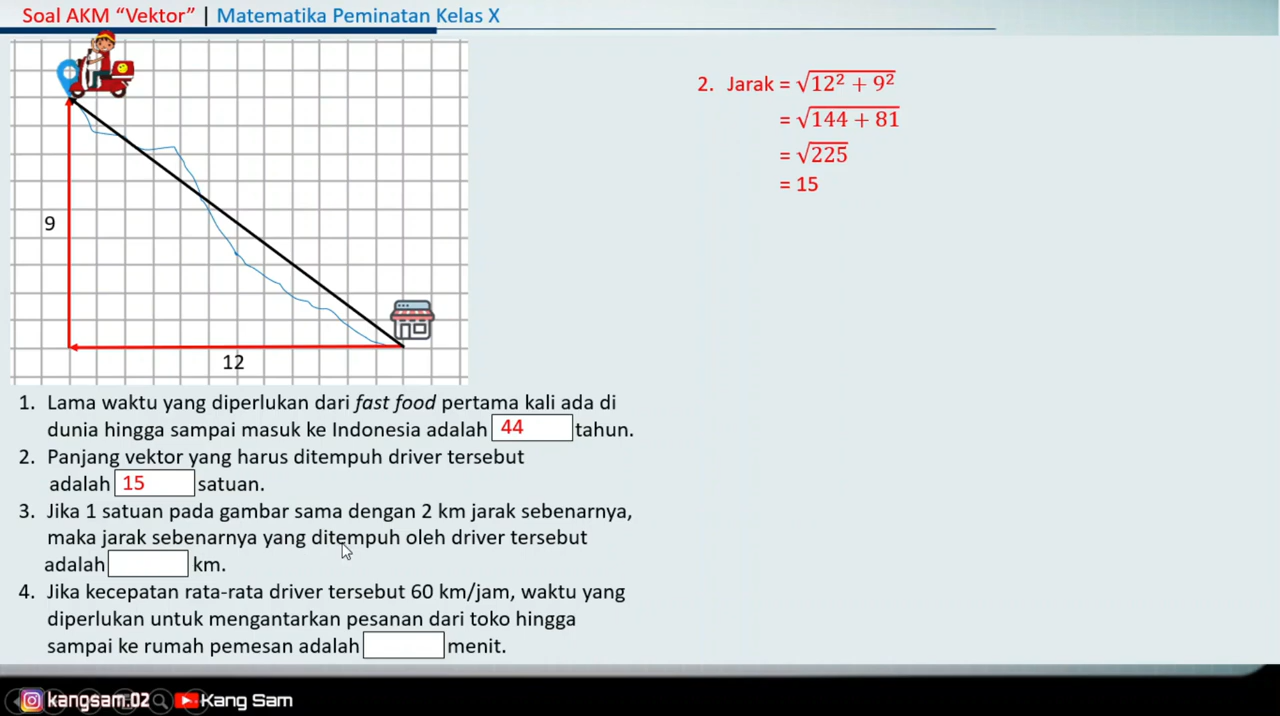 Soal AKM “Vektor” | Matematika Peminatan Kelas X
9
12
1. Lama waktu yang diperlukan dari fast food pertama kali ada di
dunia hingga sampai masuk ke Indonesia adalah 44 tahun.
2. Panjang vektor yang harus ditempuh driver tersebut
adalah 15 satuan.
3. Jika 1 satuan pada gambar sama dengan 2 km jarak sebenarnya,
maka jarak sebenarnya yang ditempuh oleh driver tersebut
adalah km.
4. Jika kecepatan rata-rata driver tersebut 60 km/jam, waktu yang
diperlukan untuk mengantarkan pesanan dari toko hingga
sampai ke rumah pemesan adalah menit.
2. Jarak = √12² + 9²
= √144 + 81
= √225
= 15
kangsam.02 Kang Sam